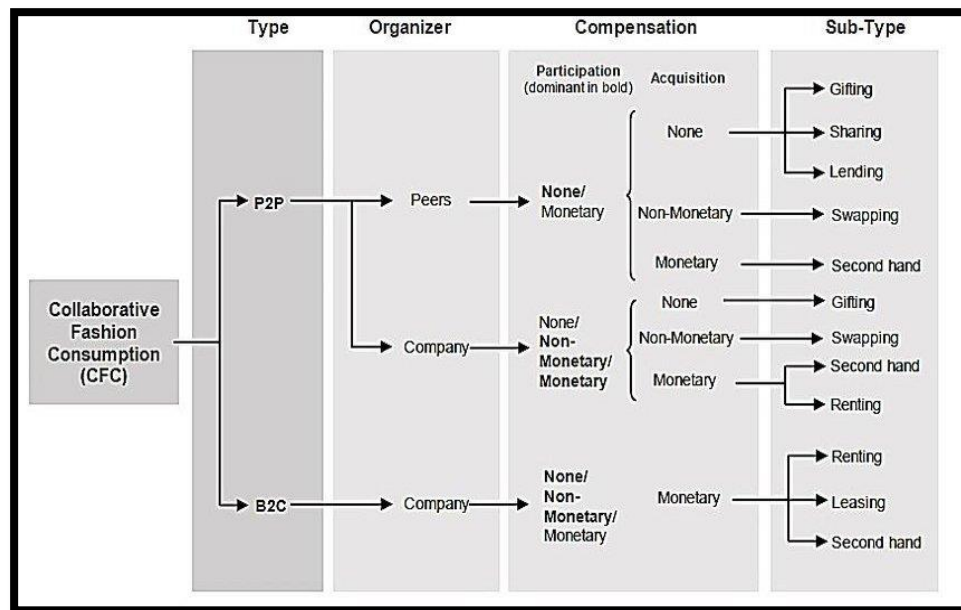 Type Organizer Compensation Sub-Type
Participation
(dominant in bold)
Acquisition
Collaborative
Fashion
Consumption
(CFC)
P2P
Peers
None/
Monetary
None
Gifting
Sharing
Lending
Non-Monetary
Swapping
Monetary
Second hand
Company
None/
Non-
Monetary/
Monetary
None
Gifting
Non-Monetary
Swapping
Monetary
Second hand
Renting
B2C
Company
None/
Non-
Monetary/
Monetary
Monetary
Renting
Leasing
Second hand